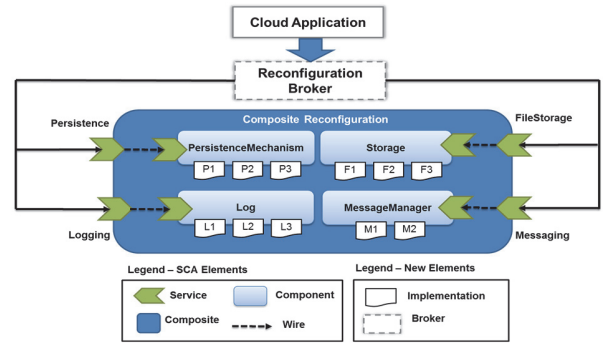 Cloud Application
Reconfiguration
Broker
Persistence
FileStorage
Composite Reconfiguration
PersistenceMechanism
Storage
P1 P2 P3
F1 F2 F3
Log
MessageManager
L1 L2 L3
M1 M2
Logging
Messaging
Legend – SCA Elements
Legend – New Elements
Service
Component
Implementation
Composite
Wire
Broker